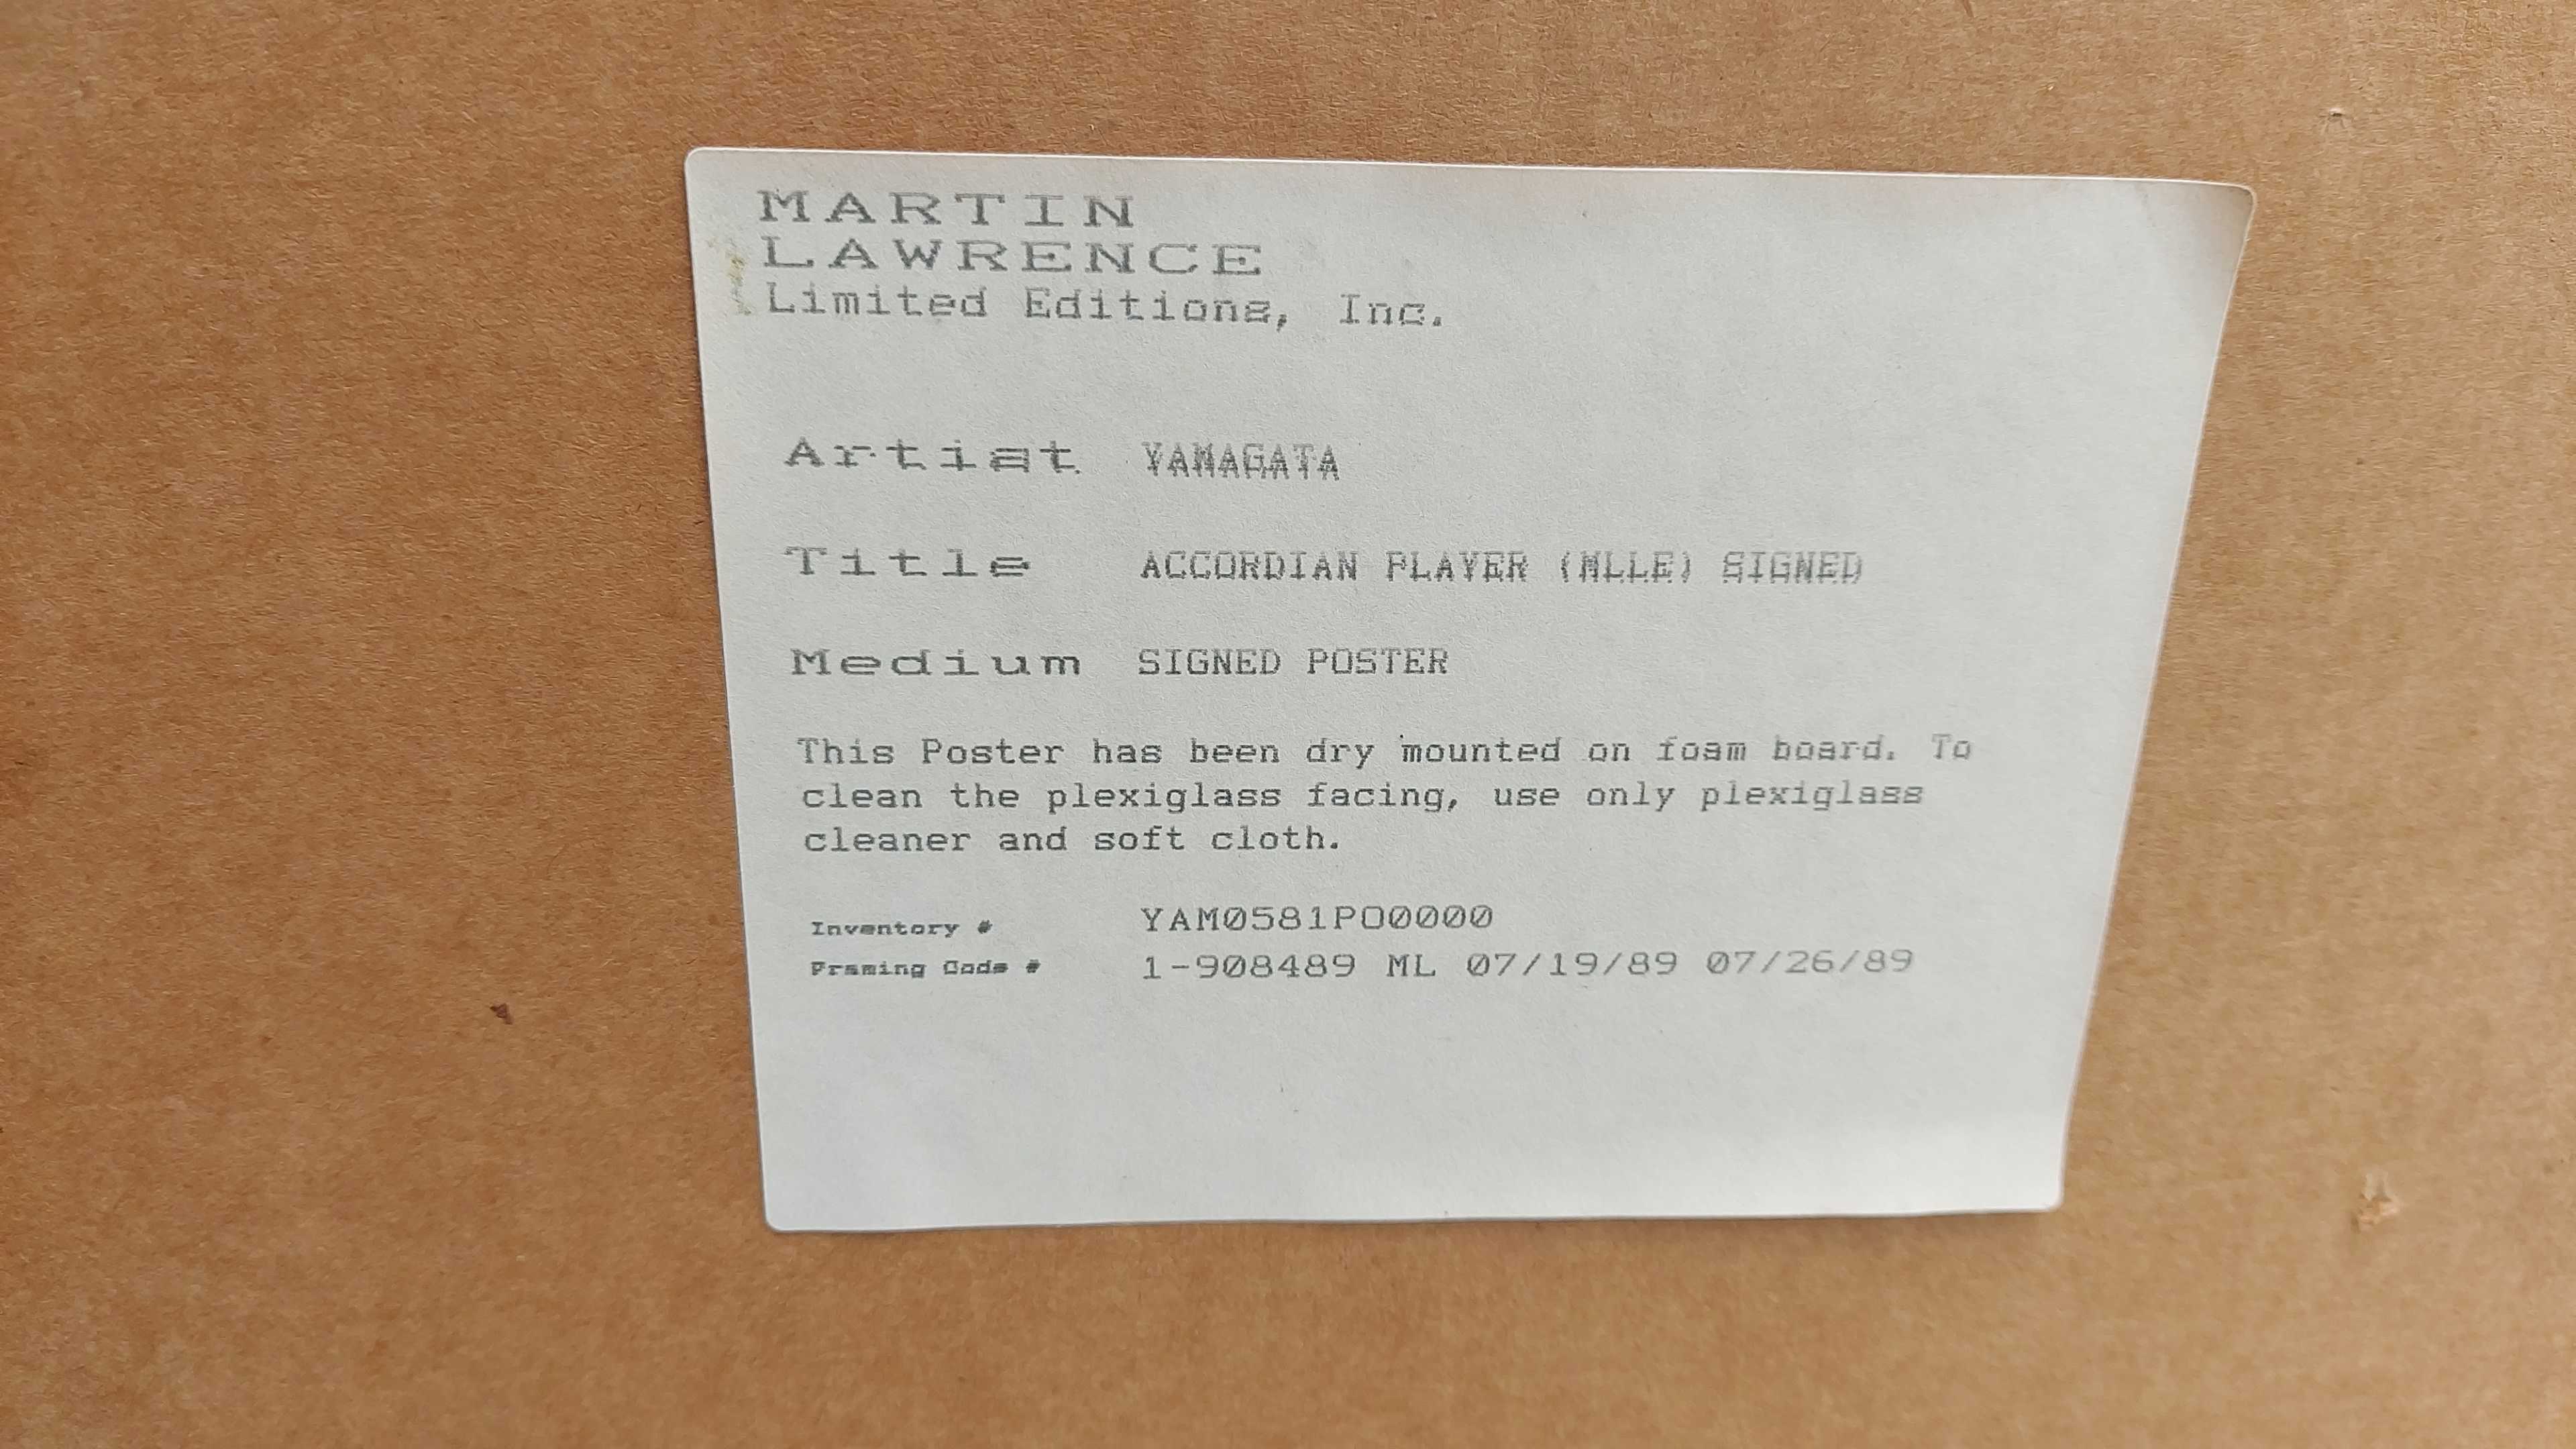 MARTIN
LAWRENCE
Limited Editions, Inc.
Artist YAMAGATA
Title ACCORDIAN PLAYER (MLLE) SIGNED
Medium SIGNED POSTER
This Poster has been dry mounted on foam board. To
clean the plexiglass facing, use only plexiglass
cleaner and soft cloth.
Inventory # YAM0581PO0000
Framing Code # 1-908489 ML 07/19/89 07/26/89